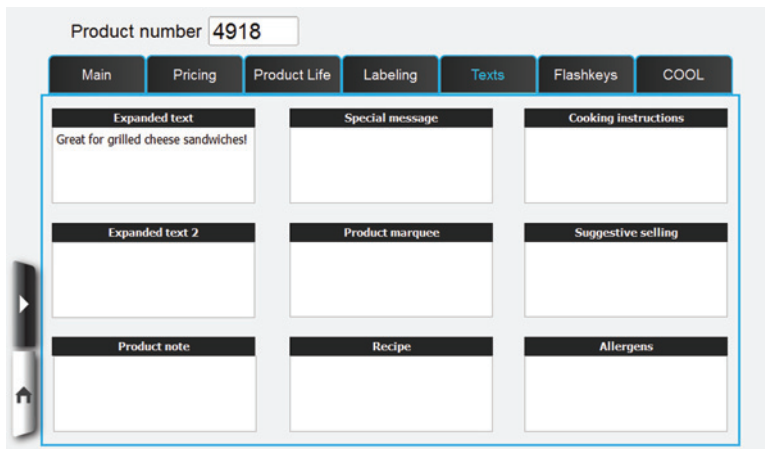 Product number 4918
Main Pricing Product Life Labeling Texts Flashkeys COOL
Expanded text Special message Cooking instructions
Great for grilled cheese sandwiches!
Expanded text 2 Product marquee Suggestive selling
Product note Recipe Allergens